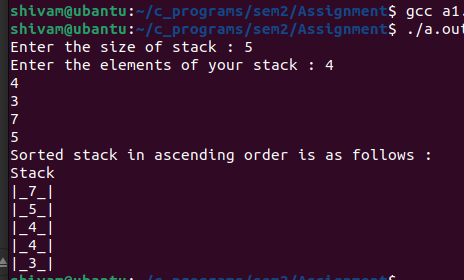 shivam@ubantu:~/c_programs/sem2/Assignment$ gcc a1.
shivam@ubantu:~/c_programs/sem2/Assignment$ ./a.out
Enter the size of stack : 5
Enter the elements of your stack : 4
4
3
7
5
Sorted stack in ascending order is as follows :
Stack
|_7_|
|_5_|
|_4_|
|_4_|
|_3_|
shivam@ubantu:~/c_programs/sem2/Assignment$